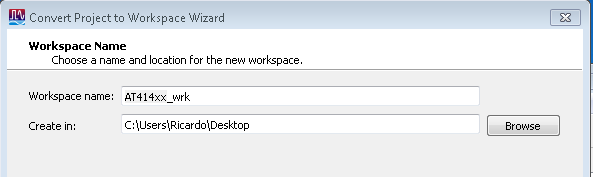 Convert Project to Workspace Wizard
Workspace Name
Choose a name and location for the new workspace.
Workspace name: AT414xx_wrk
Create in: C:\Users\Ricardo\Desktop Browse